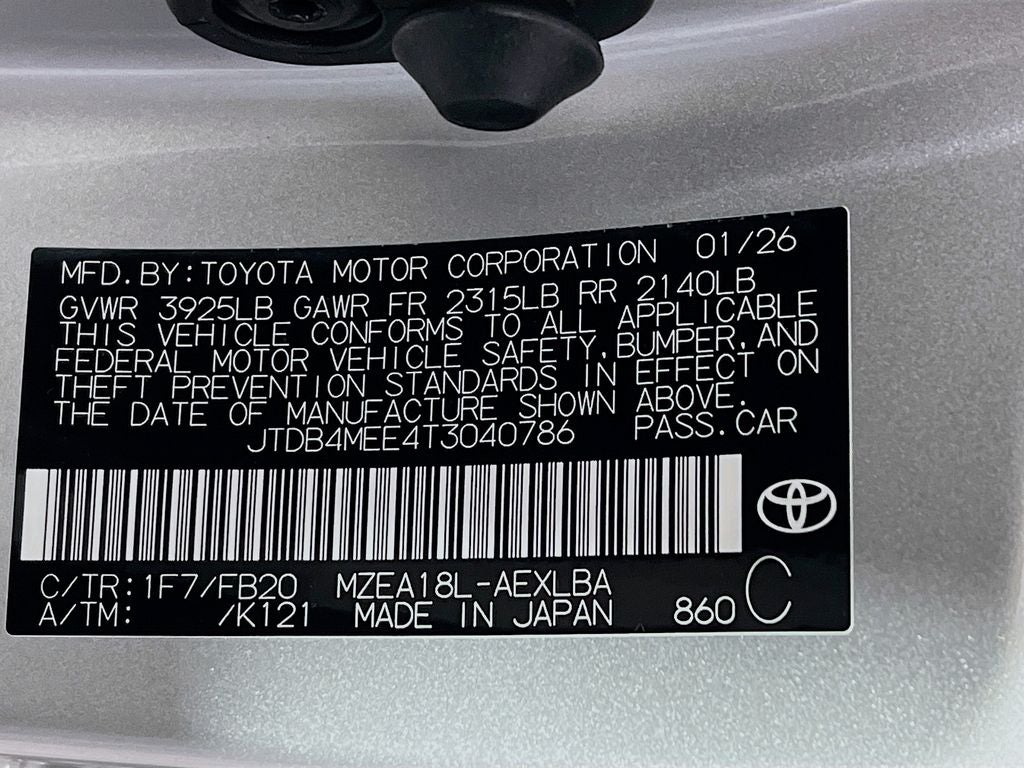 MFD. BY: TOYOTA MOTOR CORPORATION 01/26
GVWR 3925LB GAWR FR 2315LB RR 2140LB
THIS VEHICLE CONFORMS TO ALL APPLICABLE
FEDERAL MOTOR VEHICLE SAFETY, BUMPER, AND
THEFT PREVENTION STANDARDS IN EFFECT ON
THE DATE OF MANUFACTURE SHOWN ABOVE.
JTDB4MEE4T3040786 PASS. CAR
C/TR: 1F7/FB20 MZEA18L-AEXLBA
A/TM: /K121 MADE IN JAPAN 860 C